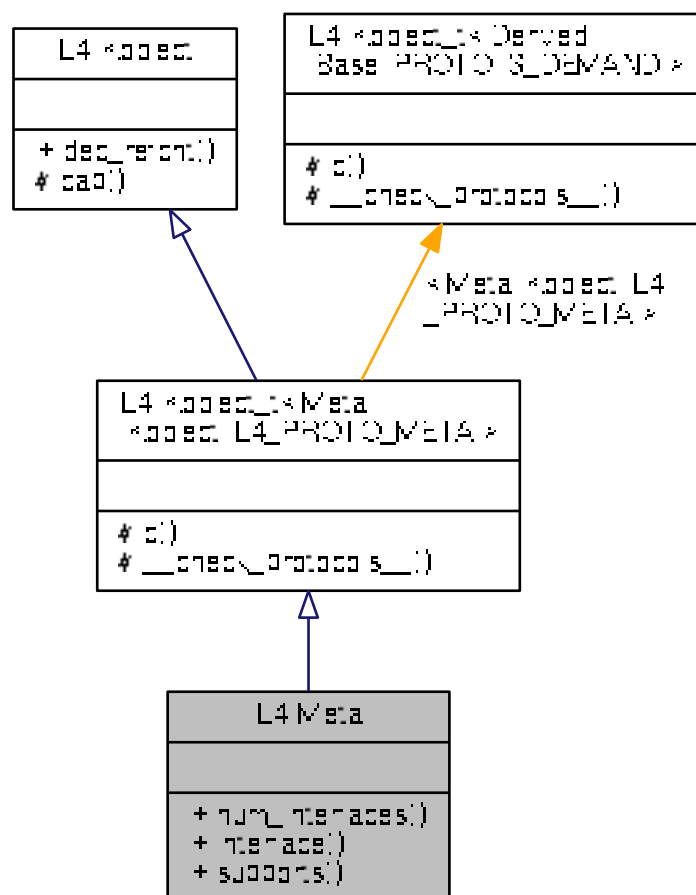 L4 Kobject
+ dec_refcnt()
# cap()
L4 Kobject_t< Derived
Base PROTO S_DEMAND >
# c()
# __check_protocols__()
< Meta Kobject L4
_PROTO_META >
L4 Kobject_t< Meta
Kobject L4_PROTO_META >
# c()
# __check_protocols__()
L4 Meta
+ num_interfaces()
+ interface()
+ supports()